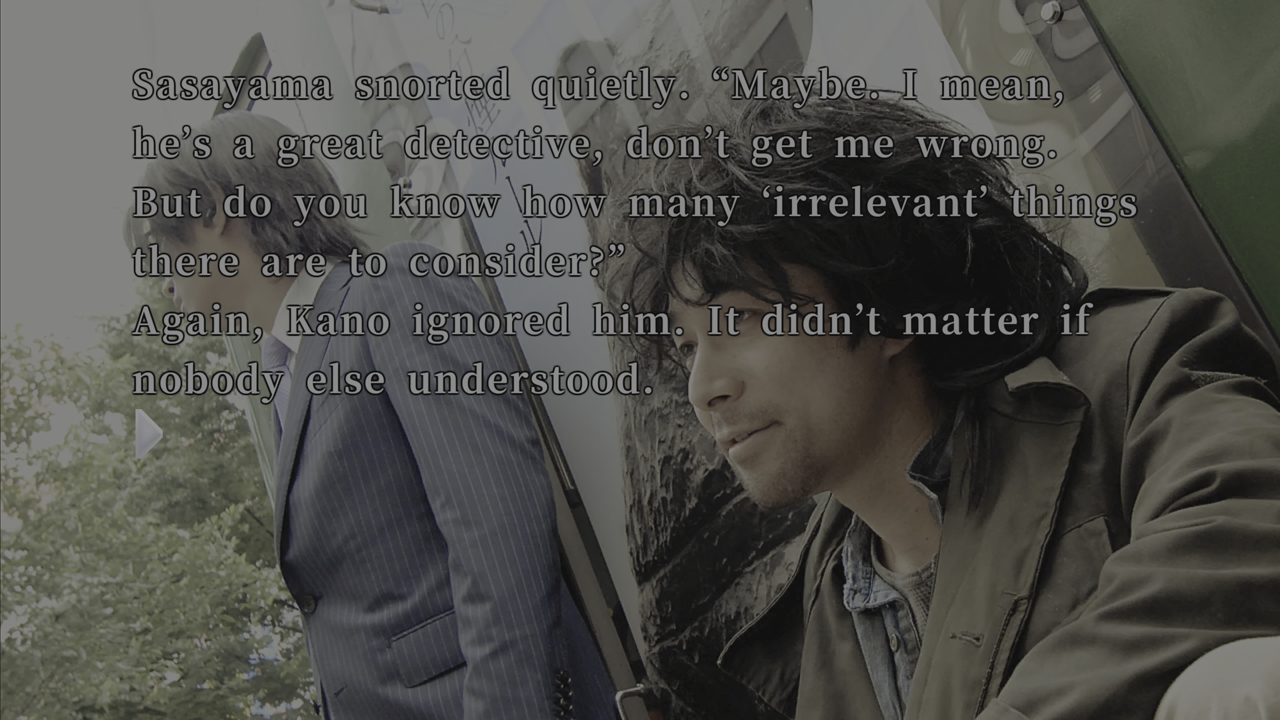 Sasayama snorted quietly. “Maybe. I mean,
he’s a great detective, don’t get me wrong.
But do you know how many ‘irrelevant’ things
there are to consider?”
Again, Kano ignored him. It didn’t matter if
nobody else understood.